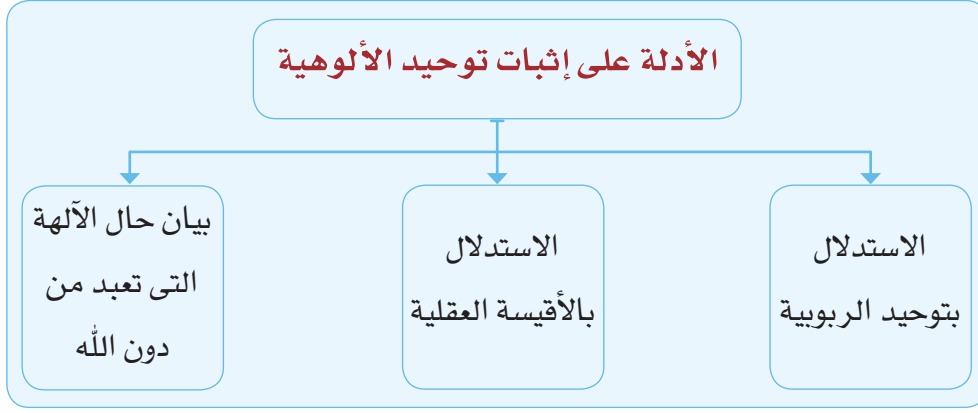 الأدلة على إثبات توحيد الألوهية
الاستدلال
بتوحيد الربوبية
الاستدلال
بالأقيسة العقلية
بيان حال الآلهة
التى تعبد من
دون الله